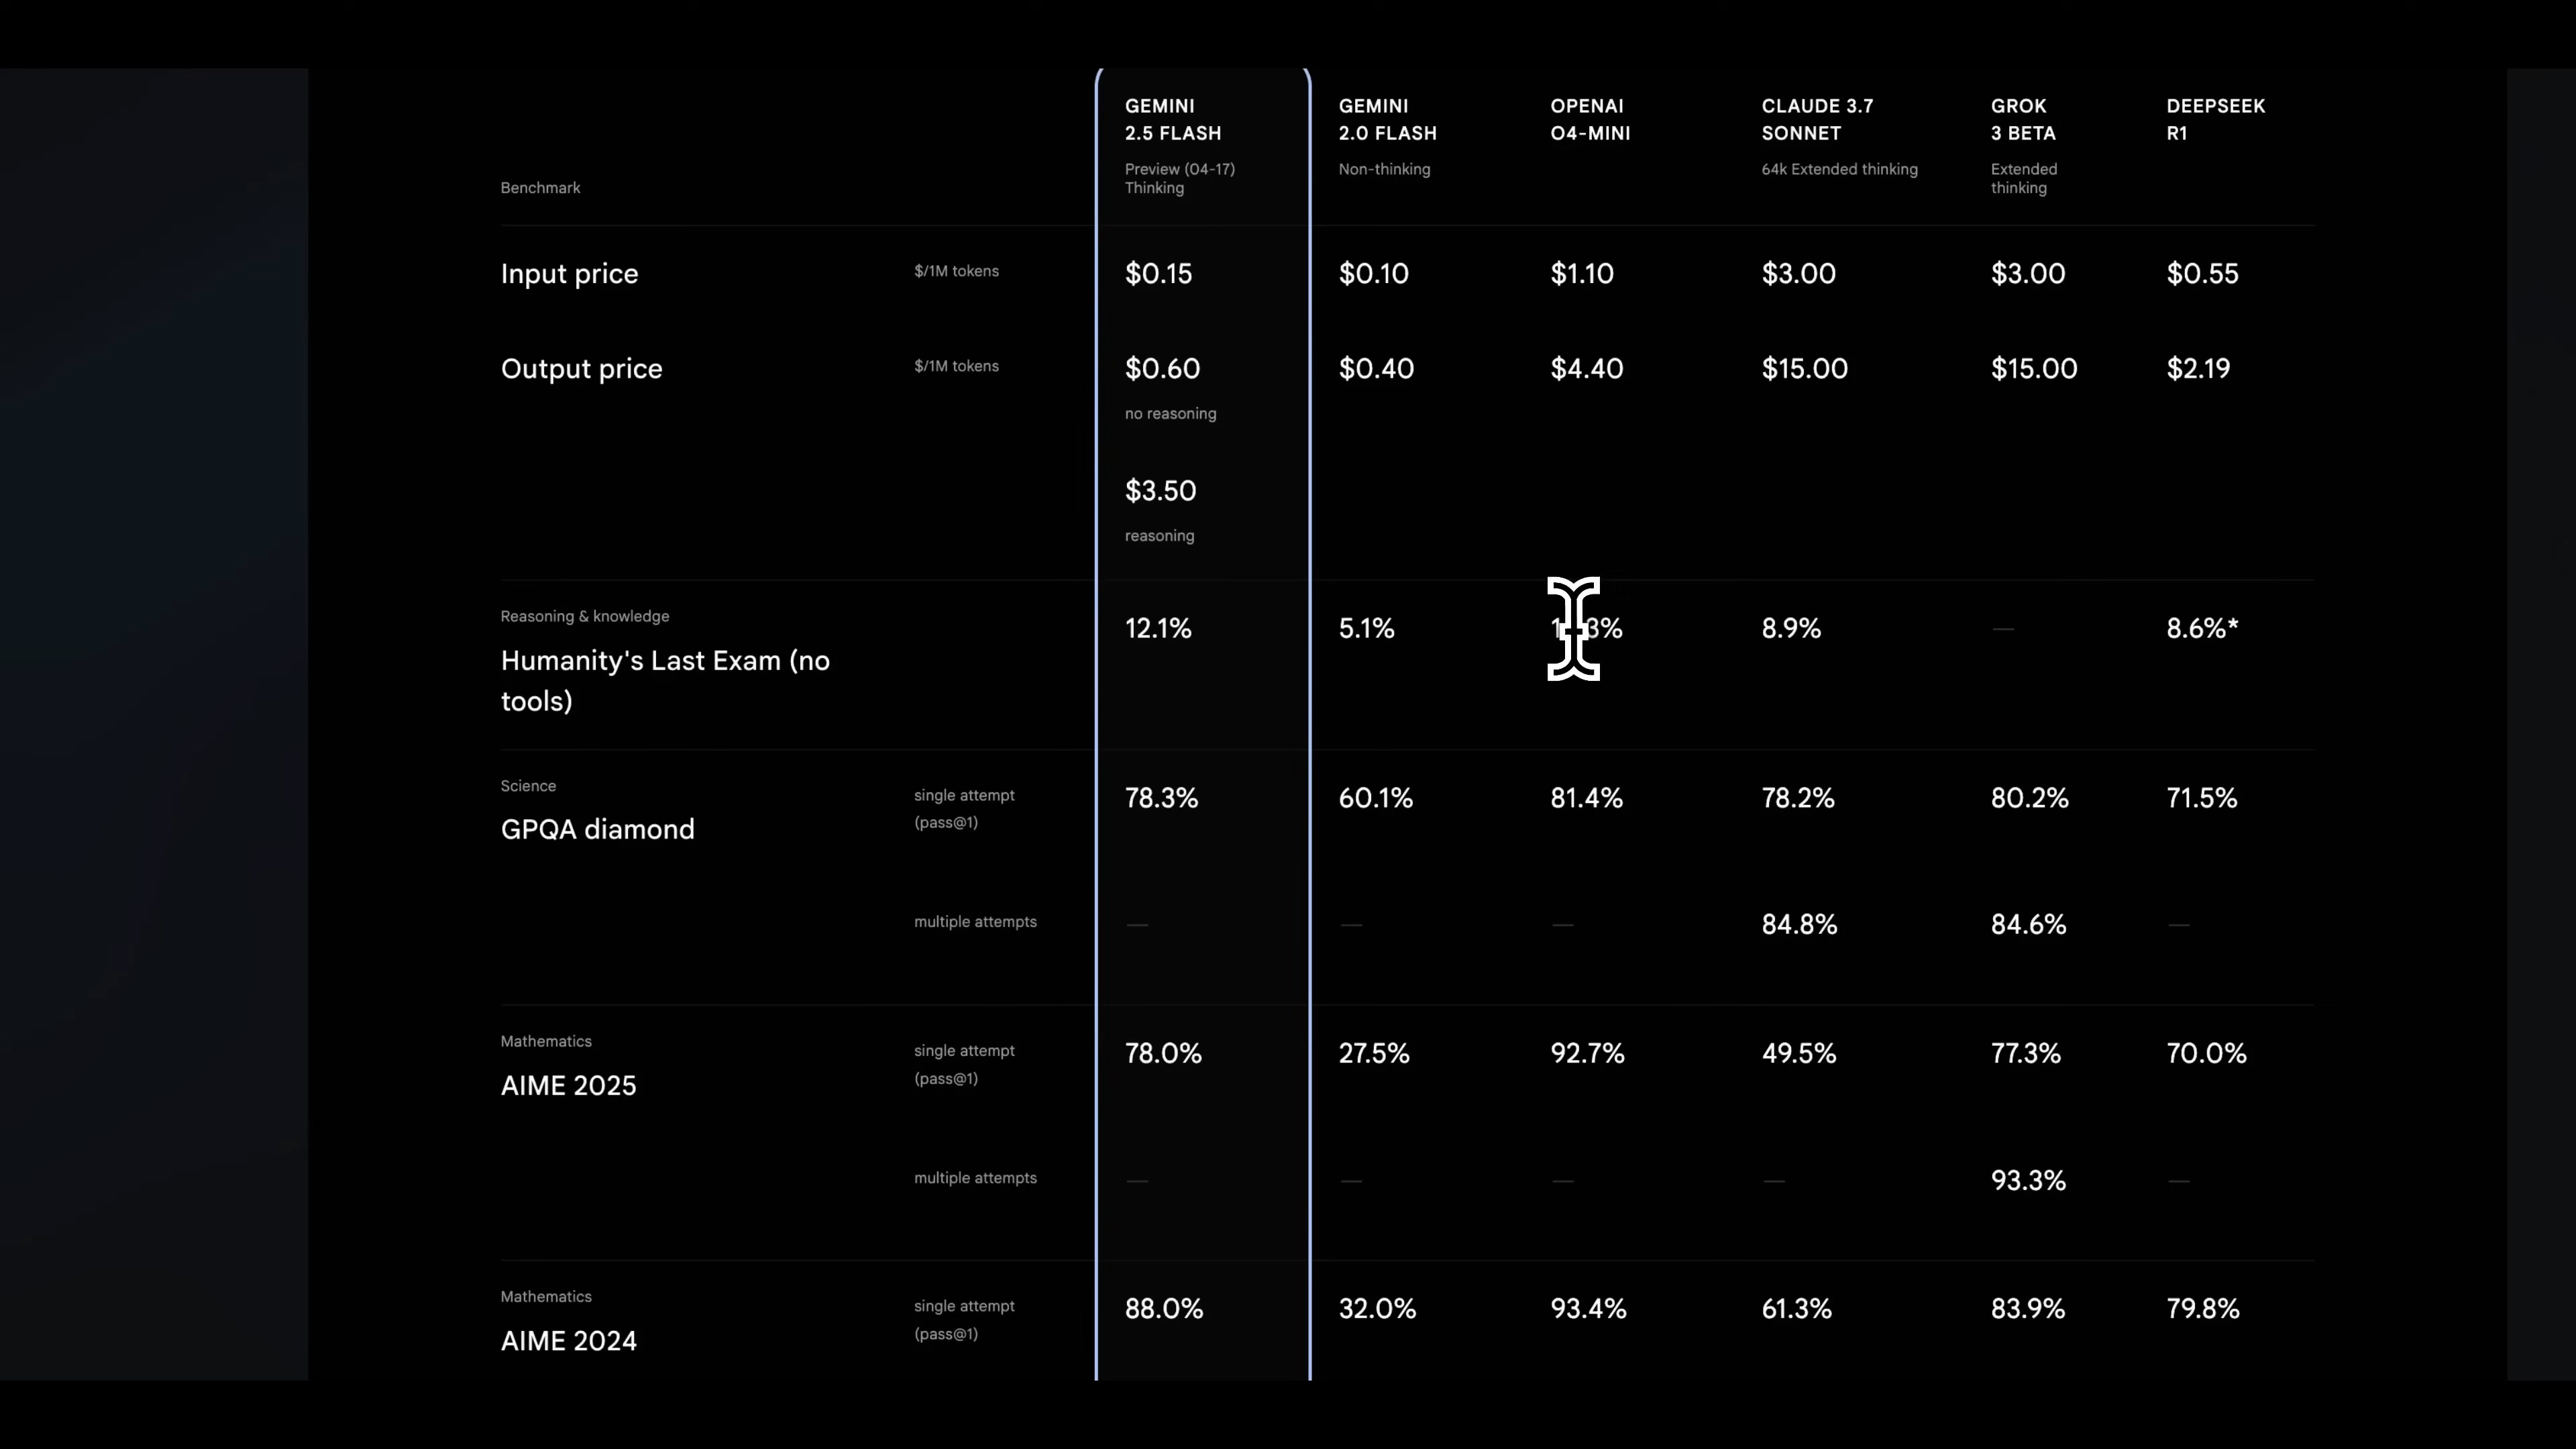 GEMINI 2.5 FLASH
Preview (04-17) Thinking
GEMINI 2.0 FLASH
Non-thinking
OPENAI O4-MINI
CLAUDE 3.7 SONNET
64k Extended thinking
GROK 3 BETA
Extended thinking
DEEPSEEK R1
Benchmark
Input price $/1M tokens $0.15 $0.10 $1.10 $3.00 $3.00 $0.55
Output price $/1M tokens $0.60 $0.40 $4.40 $15.00 $15.00 $2.19
no reasoning
$3.50
reasoning
Reasoning & knowledge
Humanity's Last Exam (no
tools)
12.1% 5.1% 8.9% — 8.6%*
Science
GPQA diamond
single attempt
(pass@1)
78.3% 60.1% 81.4% 78.2% 80.2% 71.5%
multiple attempts — — — 84.8% 84.6% —
Mathematics
AIME 2025
single attempt
(pass@1)
78.0% 27.5% 92.7% 49.5% 77.3% 70.0%
multiple attempts — — — — 93.3% —
Mathematics
AIME 2024
single attempt
(pass@1)
88.0% 32.0% 93.4% 61.3% 83.9% 79.8%